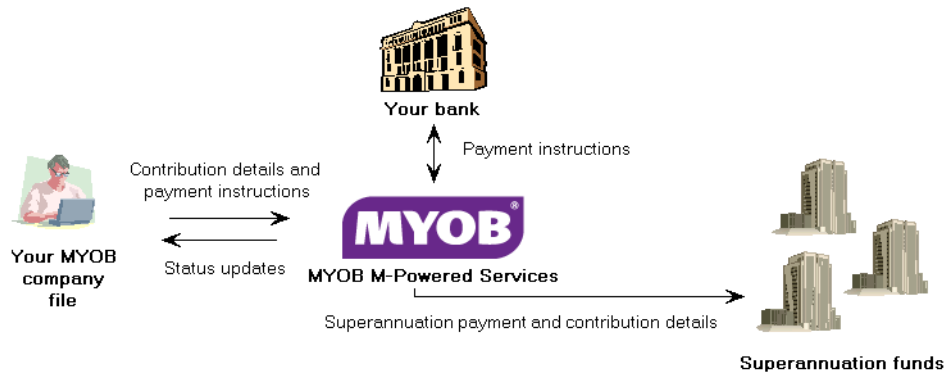 Your bank
Payment instructions
Contribution details and
payment instructions
MYOB®
Your MYOB
company
file
Status updates
MYOB M-Powered Services
Superannuation payment and contribution details
Superannuation funds